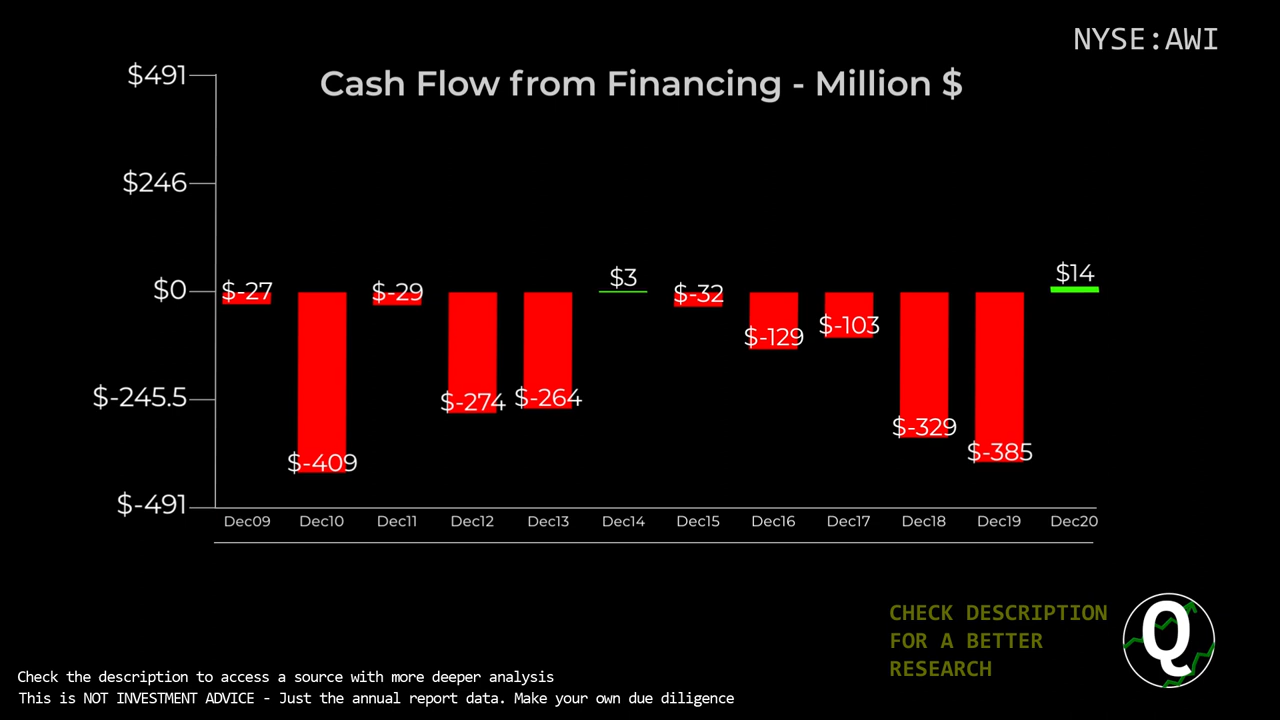 NYSE:AWI
Cash Flow from Financing - Million $
$491
$246
$0
$-245.5
$-491
$-27
$-409
$-29
$-274
$-264
$3
$-32
$-129
$-103
$-329
$-385
$14
Dec09 Dec10 Dec11 Dec12 Dec13 Dec14 Dec15 Dec16 Dec17 Dec18 Dec19 Dec20
CHECK DESCRIPTION
FOR A BETTER
RESEARCH
Q
Check the description to access a source with more deeper analysis
This is NOT INVESTMENT ADVICE - Just the annual report data. Make your own due diligence